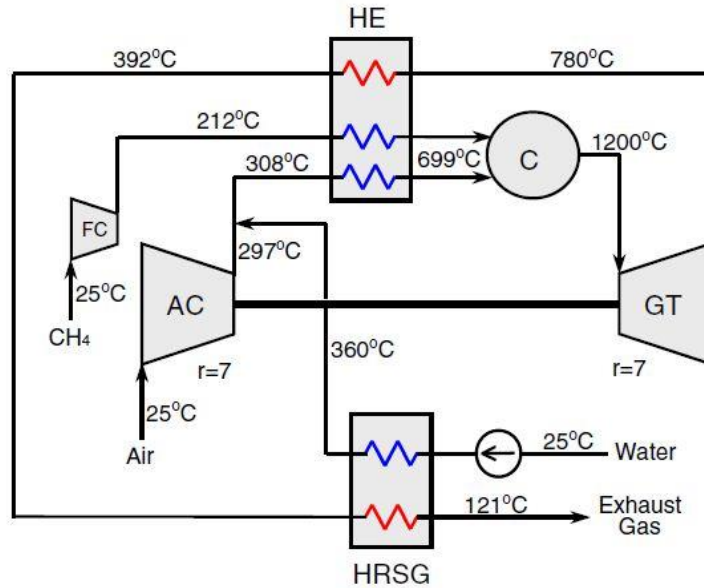 HE
392°C
780°C
212°C
1200°C
308°C
699°C
C
FC
297°C
25°C
AC
GT
CH₄
r=7
360°C
r=7
25°C
Air
25°C
Water
121°C
Exhaust
Gas
HRSG